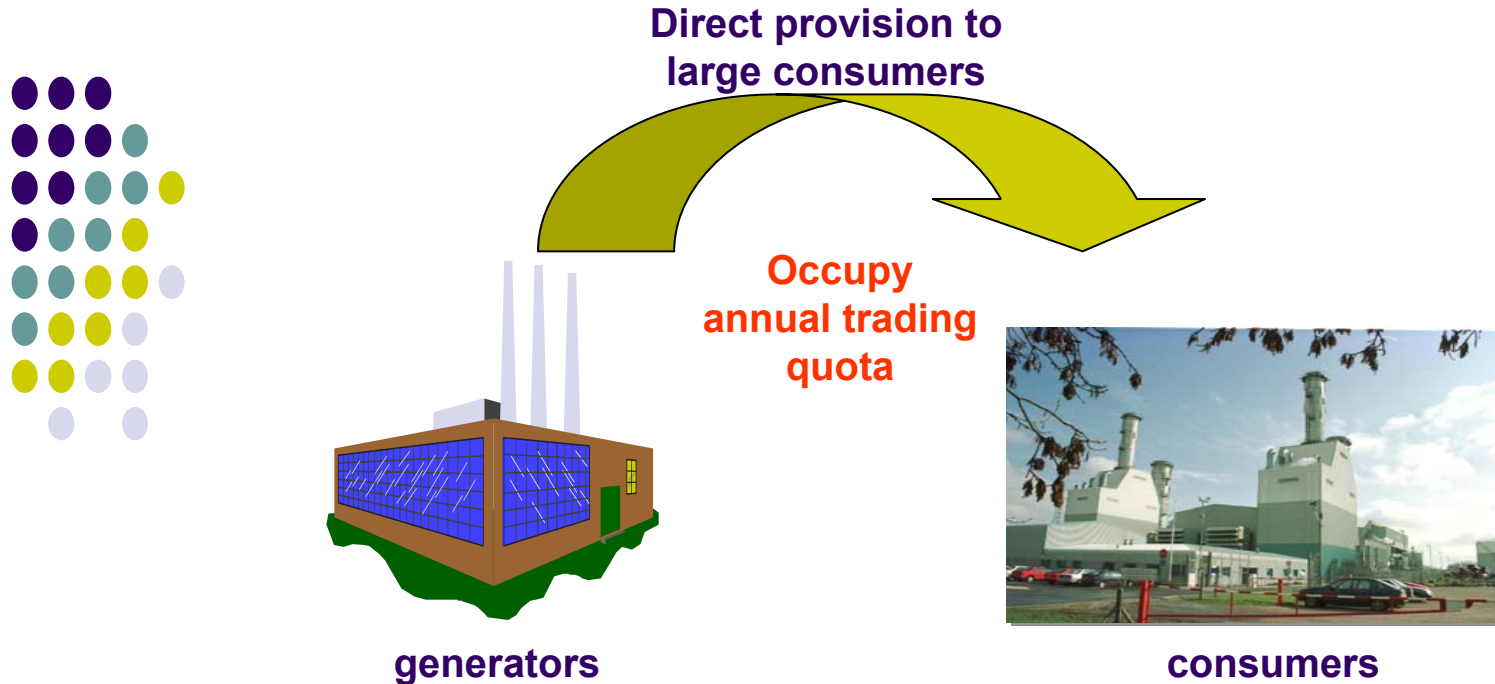 Direct provision to
large consumers
Occupy
annual trading
quota
generators
consumers